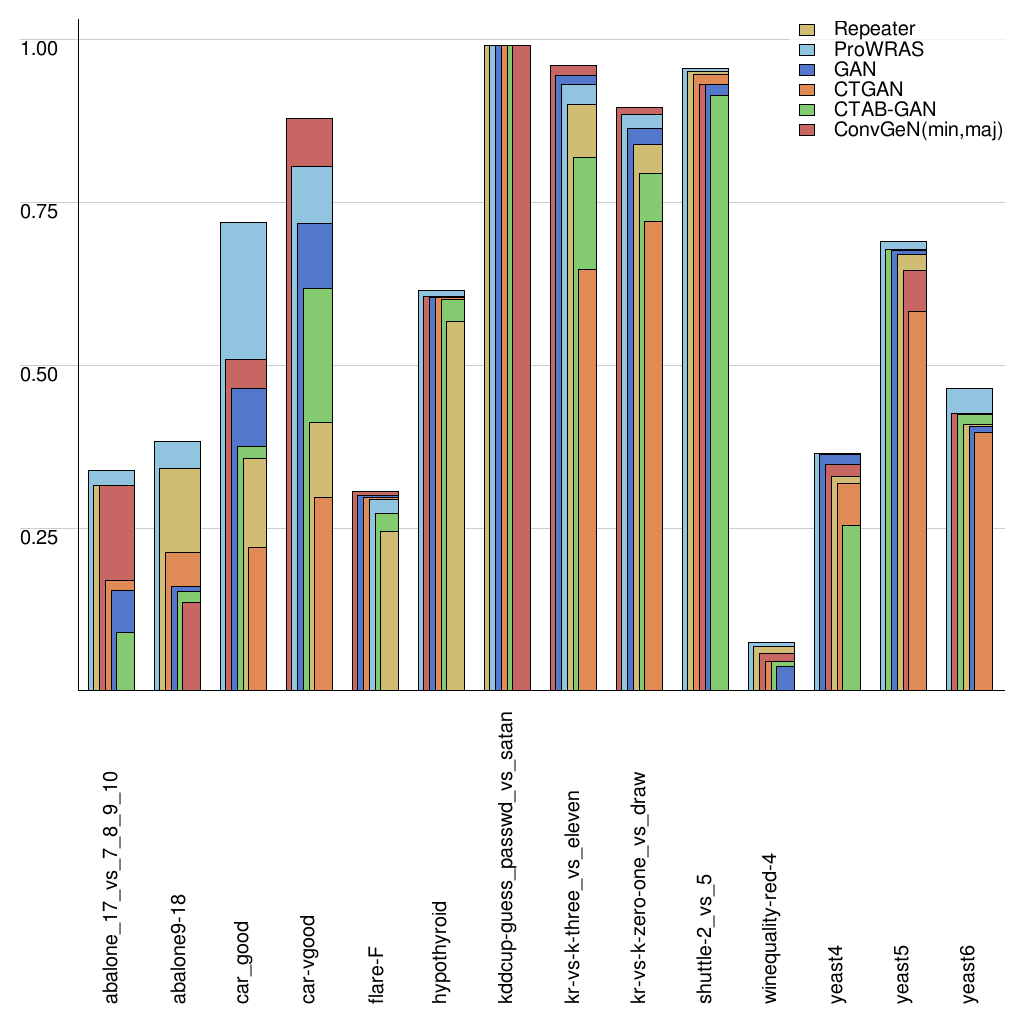 1.00
0.75
0.50
0.25
Repeater
ProWRAS
GAN
CTGAN
CTAB-GAN
ConvGeN(min,maj)
abalone_17_vs_7_8_9_10
abalone9-18
car_good
car-vgood
flare-F
hypothyroid
kddcup-guess_passwd_vs_satan
kr-vs-k-three_vs_eleven
kr-vs-k-zero-one_vs_draw
shuttle-2_vs_5
winequality-red-4
yeast4
yeast5
yeast6